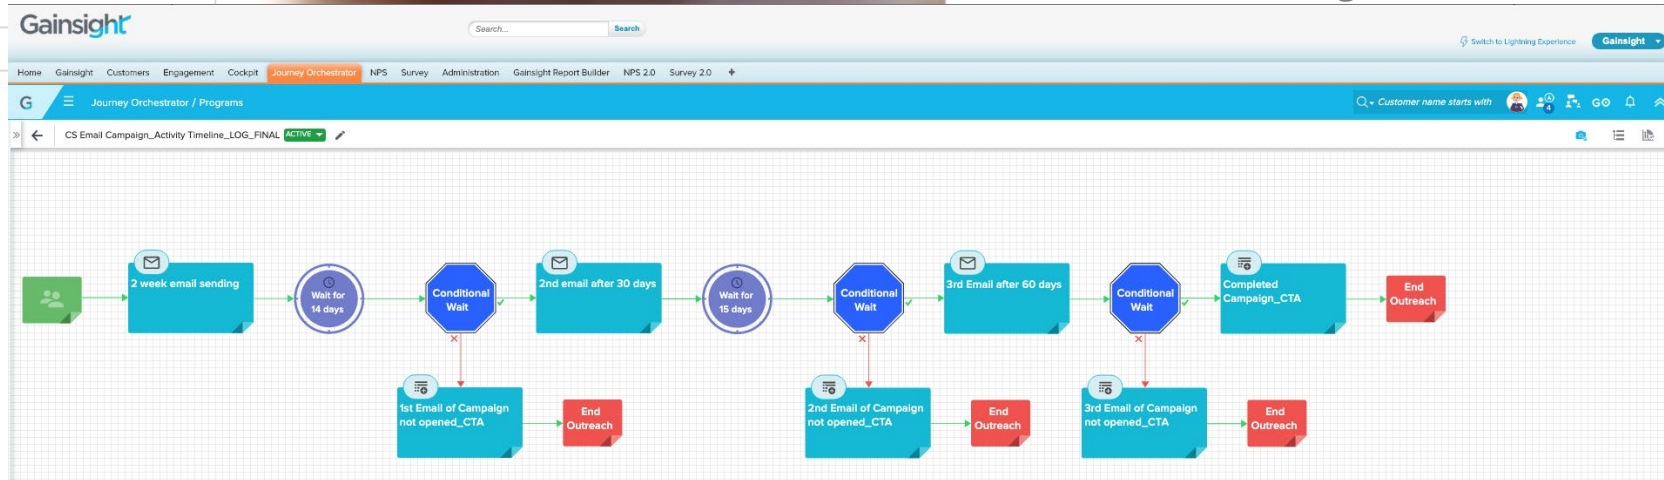 Gainsight
Search...
Search
Switch to Lightning Experience
Gainsight
Home Gainsight Customers Engagement Cockpit Journey Orchestrator NPS Survey Administration Gainsight Report Builder NPS 2.0 Survey 2.0 +
G
Journey Orchestrator / Programs
Customer name starts with
4
GO
CS Email Campaign_Activity Timeline_LOG_FINAL ACTIVE
2 week email sending
Wait for
14 days
Conditional
Wait
2nd email after 30 days
Wait for
15 days
Conditional
Wait
3rd Email after 60 days
Conditional
Wait
Completed
Campaign_CTA
End
Outreach
1st Email of Campaign
not opened_CTA
End
Outreach
2nd Email of Campaign
not opened_CTA
End
Outreach
3rd Email of Campaign
not opened_CTA
End
Outreach